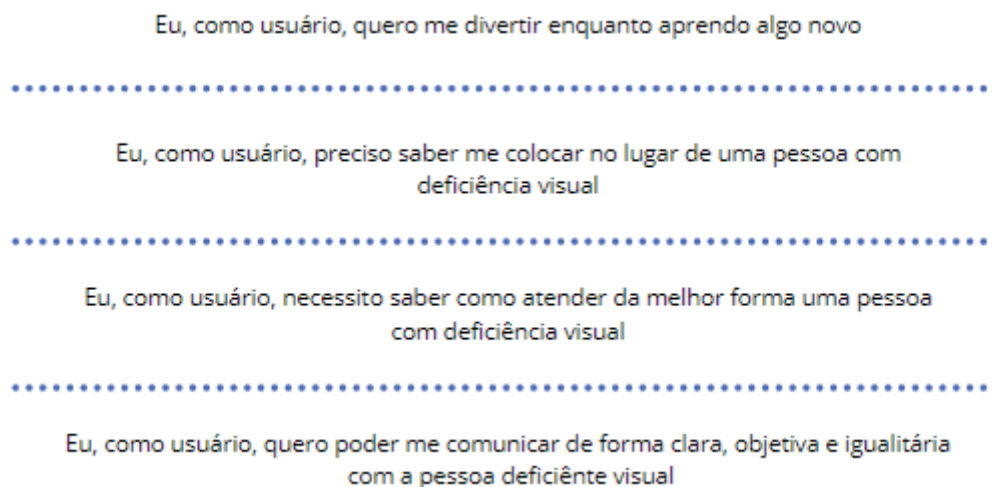 Eu, como usuário, quero me divertir enquanto aprendo algo novo
Eu, como usuário, preciso saber me colocar no lugar de uma pessoa com
deficiência visual
Eu, como usuário, necessito saber como atender da melhor forma uma pessoa
com deficiência visual
Eu, como usuário, quero poder me comunicar de forma clara, objetiva e igualitária
com a pessoa deficiênte visual